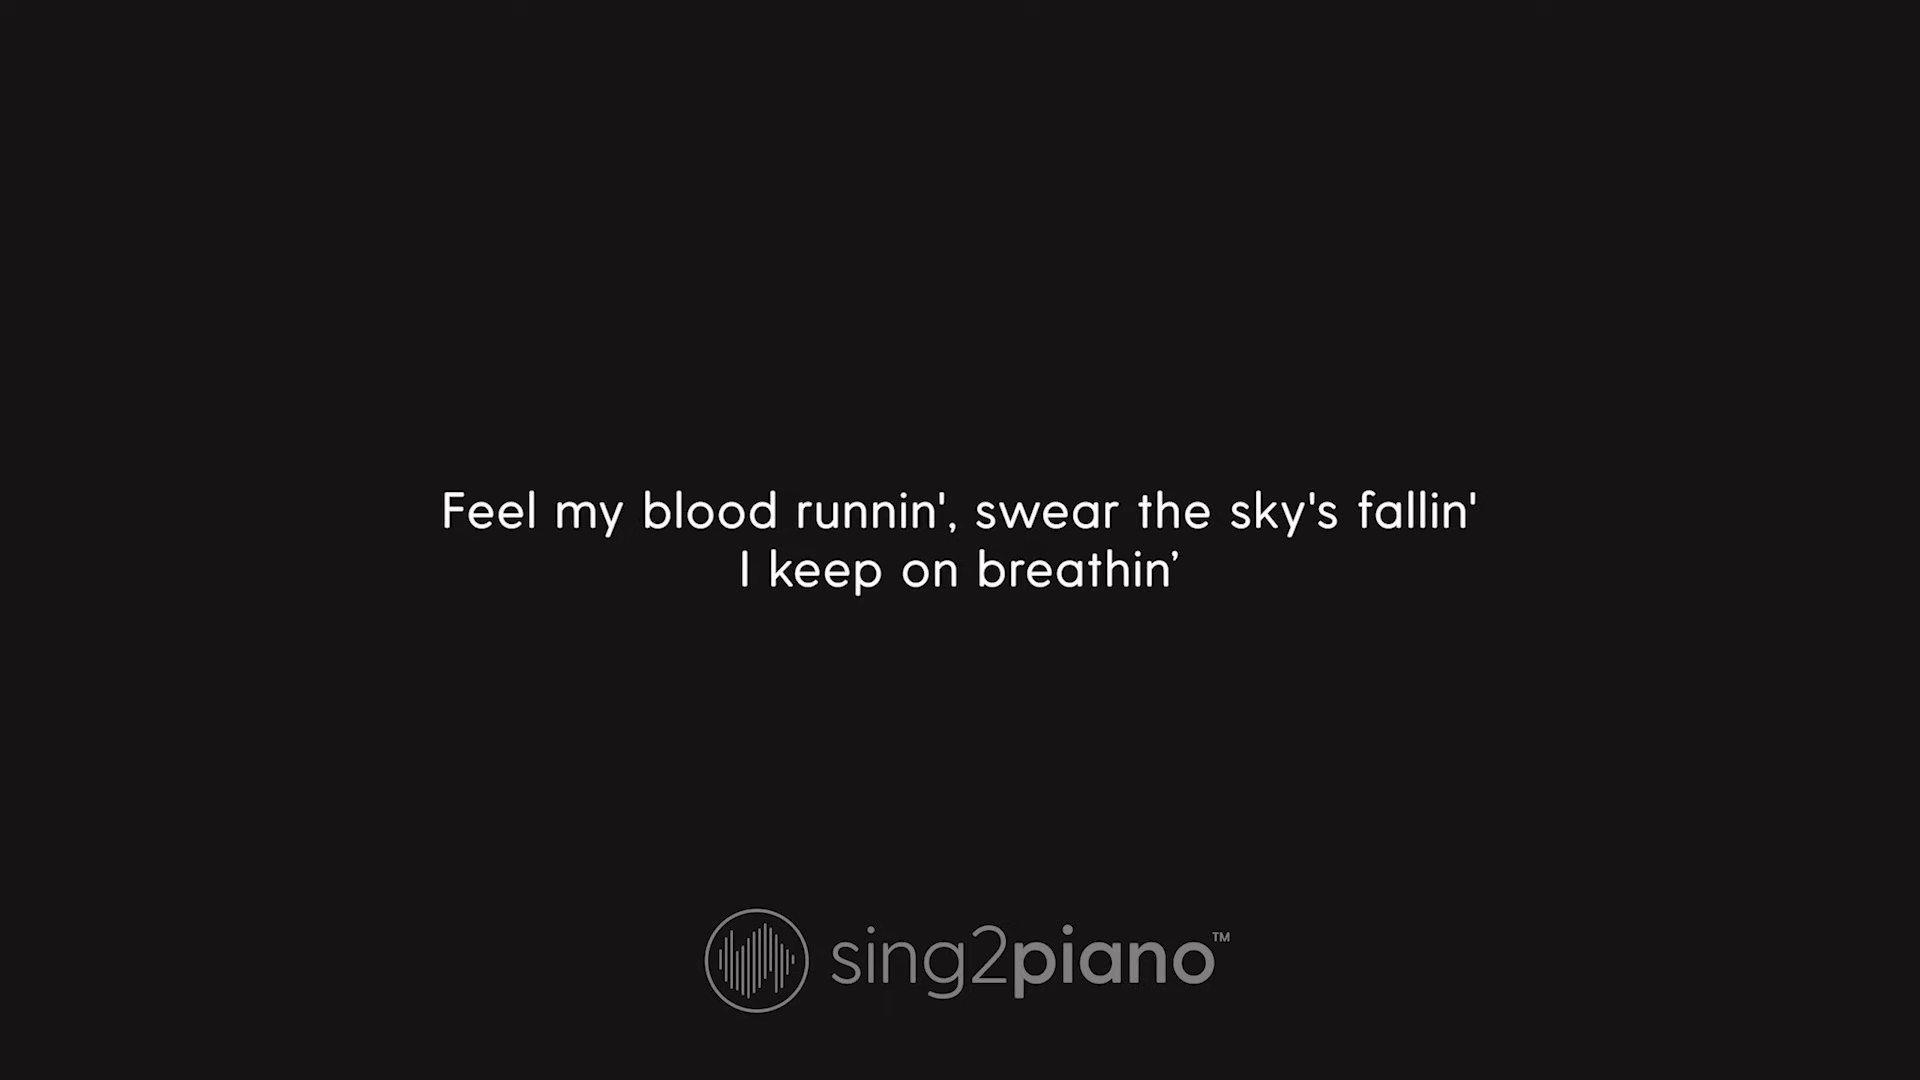 Feel my blood runnin', swear the sky's fallin'
I keep on breathin’
sing2piano™